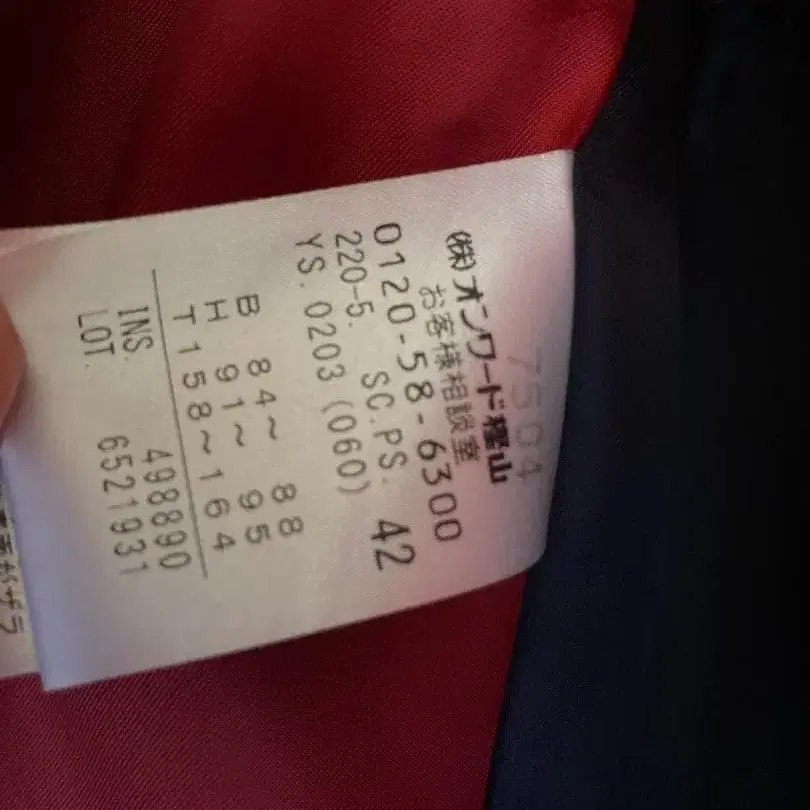 7504
(株)オンワード樫山
お客様相談室
0120-58-6300
220-5. SC.PS. 42
YS. 0203 (060)
B 84~ 88
H 91~ 95
T 158~164
INS. 498890
LOT. 6521931